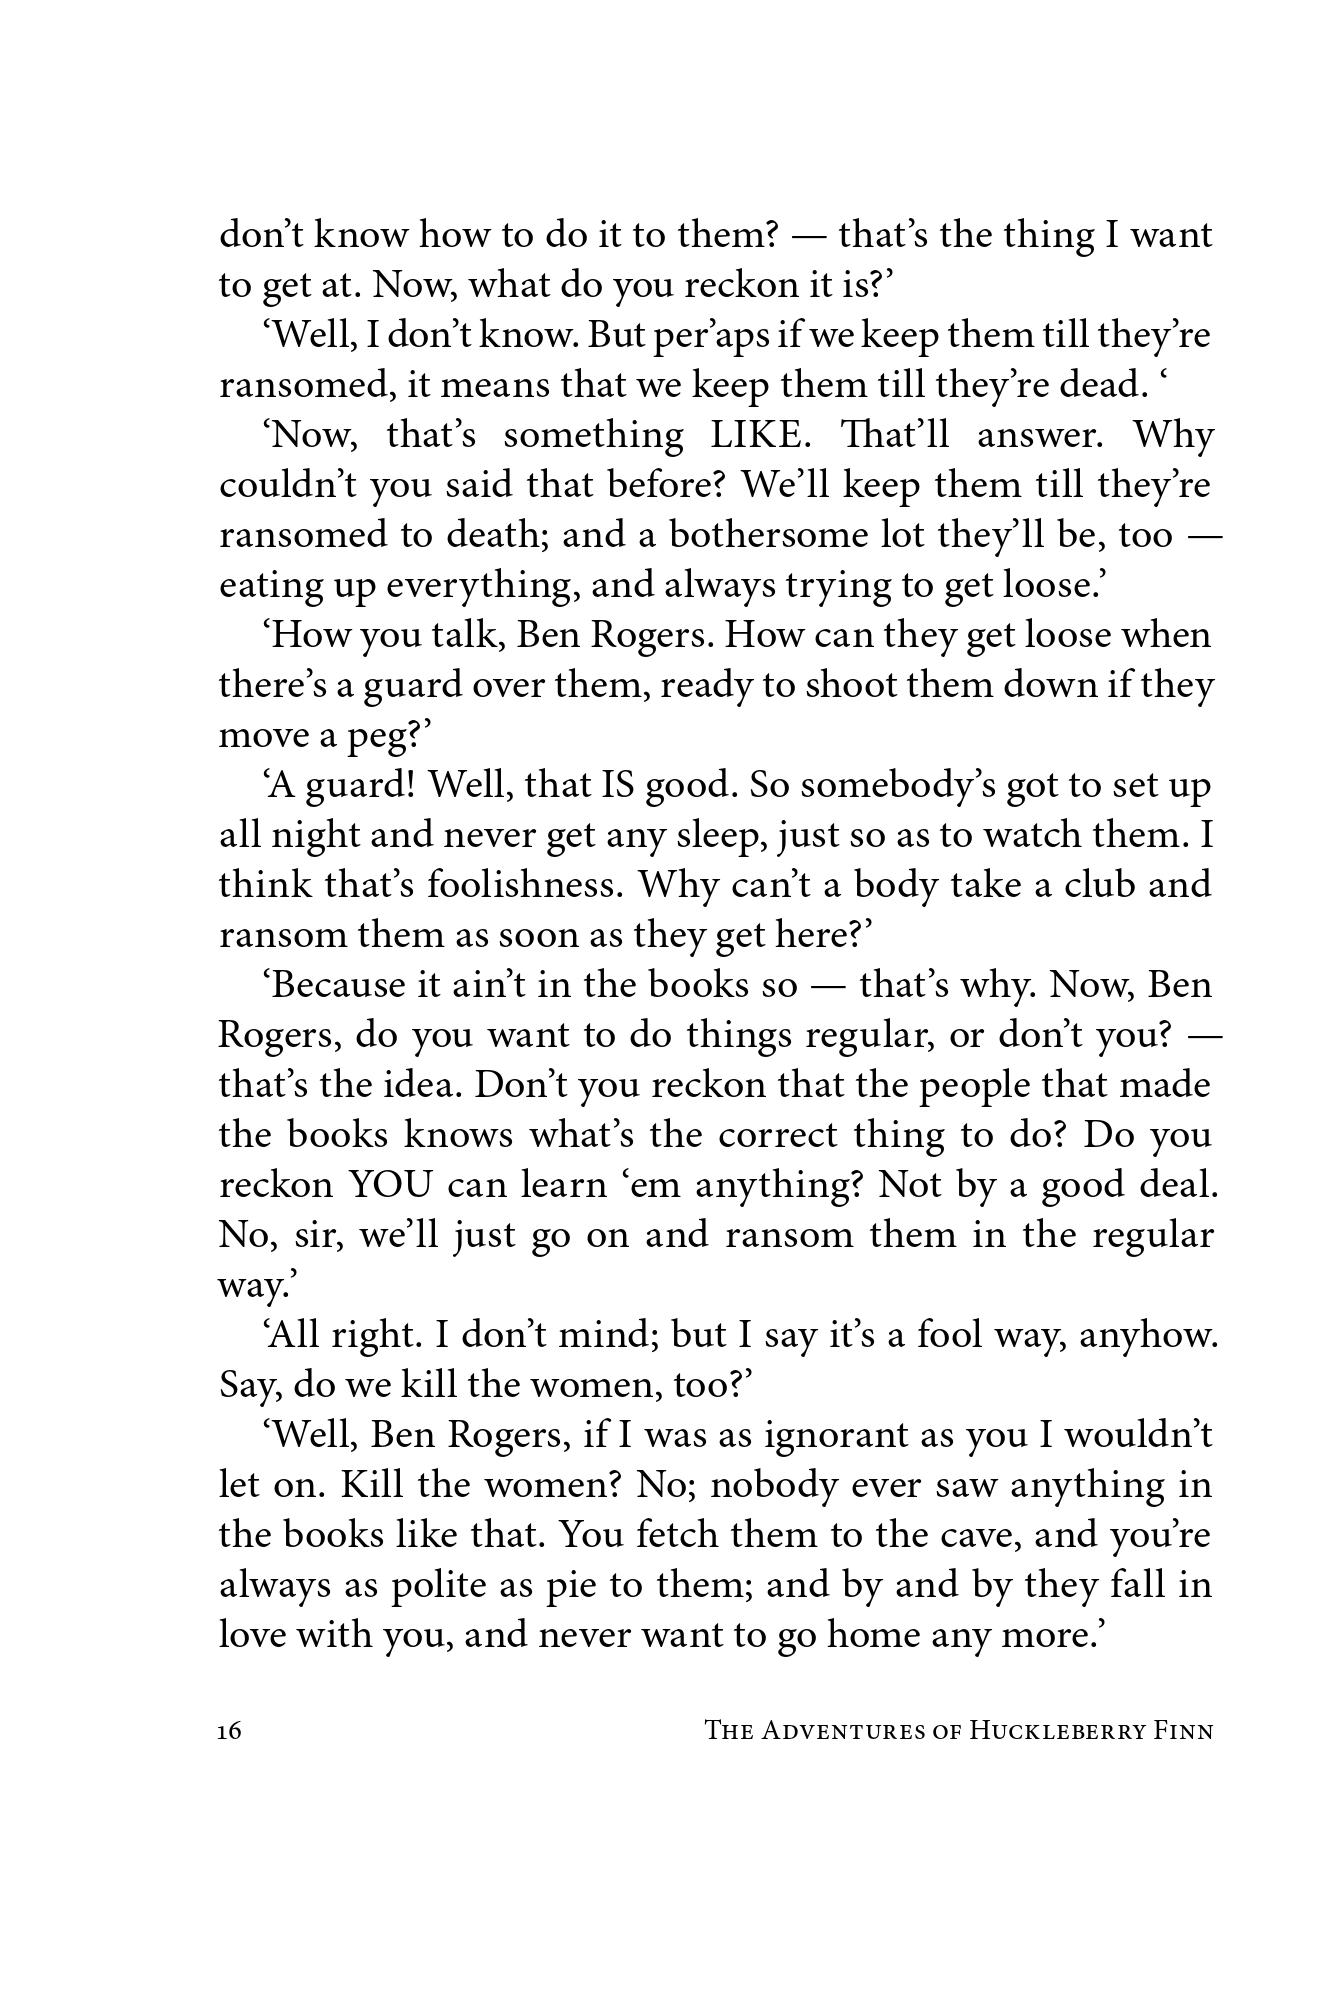 don’t know how to do it to them? — that’s the thing I want
to get at. Now, what do you reckon it is?’
‘Well, I don’t know. But per’aps if we keep them till they’re
ransomed, it means that we keep them till they’re dead. ‘
‘Now, that’s something LIKE. That’ll answer. Why
couldn’t you said that before? We’ll keep them till they’re
ransomed to death; and a bothersome lot they’ll be, too —
eating up everything, and always trying to get loose.’
‘How you talk, Ben Rogers. How can they get loose when
there’s a guard over them, ready to shoot them down if they
move a peg?’
‘A guard! Well, that IS good. So somebody’s got to set up
all night and never get any sleep, just so as to watch them. I
think that’s foolishness. Why can’t a body take a club and
ransom them as soon as they get here?’
‘Because it ain’t in the books so — that’s why. Now, Ben
Rogers, do you want to do things regular, or don’t you? —
that’s the idea. Don’t you reckon that the people that made
the books knows what’s the correct thing to do? Do you
reckon YOU can learn ‘em anything? Not by a good deal.
No, sir, we’ll just go on and ransom them in the regular
way.’
‘All right. I don’t mind; but I say it’s a fool way, anyhow.
Say, do we kill the women, too?’
‘Well, Ben Rogers, if I was as ignorant as you I wouldn’t
let on. Kill the women? No; nobody ever saw anything in
the books like that. You fetch them to the cave, and you’re
always as polite as pie to them; and by and by they fall in
love with you, and never want to go home any more.’
16 The Adventures of Huckleberry Finn